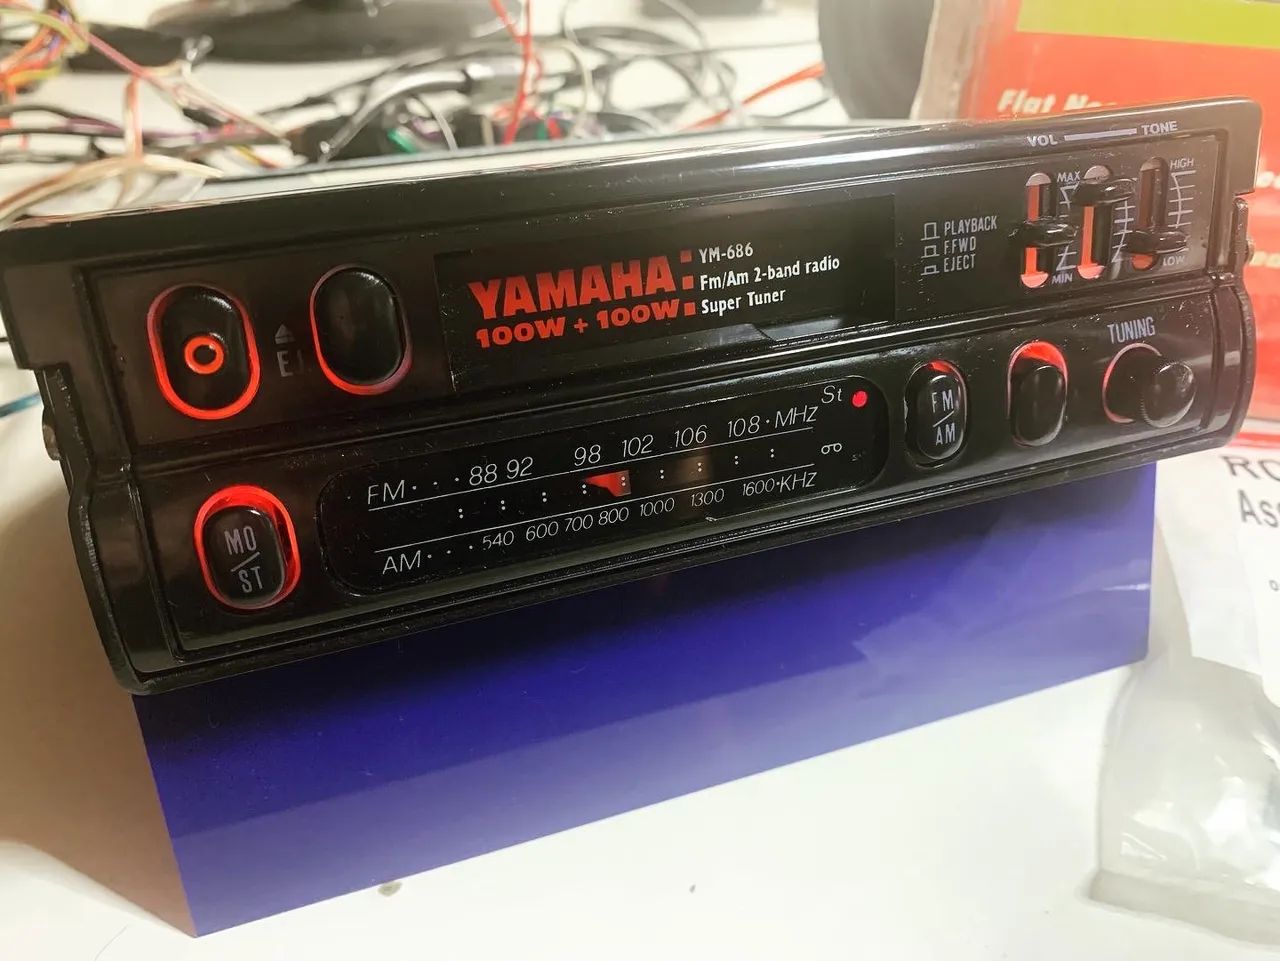 Flat
VOL
TONE
MAX
HIGH
MIN
LOW
PLAYBACK
F.FWD
EJECT
YAMAHA
100W + 100W
YM-686
Fm/Am 2-band radio
Super Tuner
TUNING
St
FM
AM
MO
ST
FM 88 92 98 102 106 108 MHz
AM 540 600 700 800 1000 1300 1600 KHz